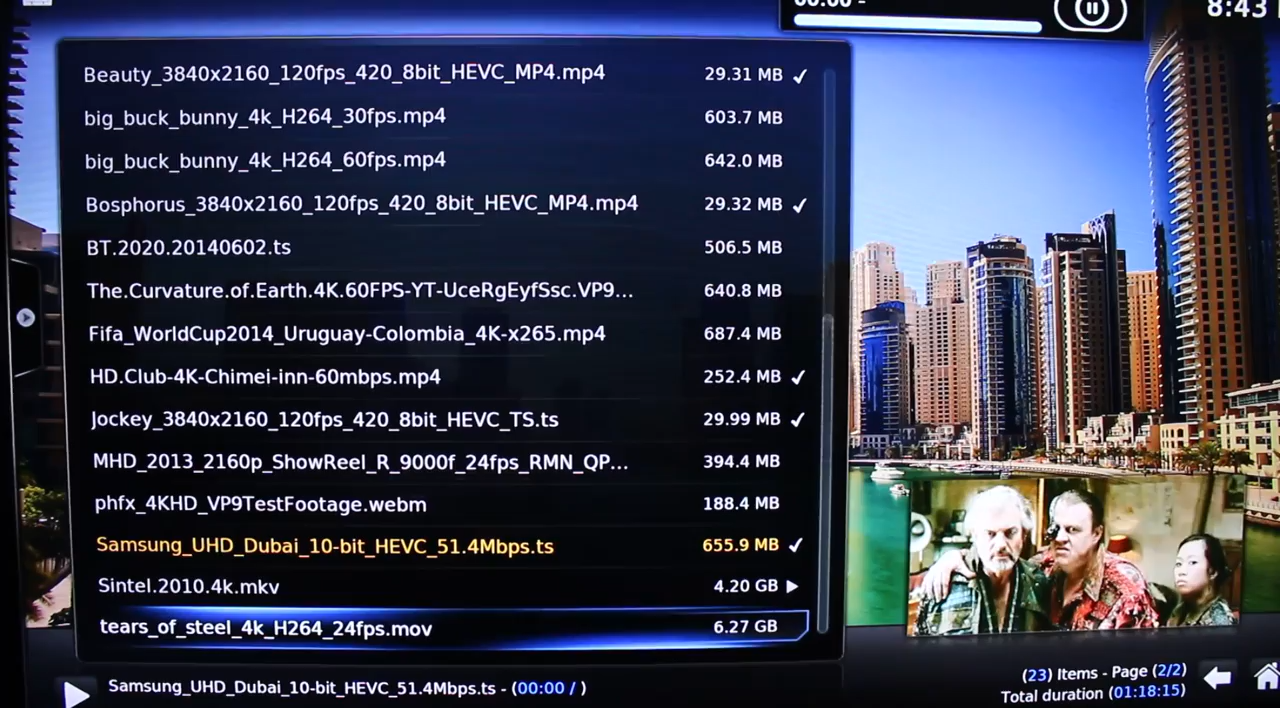 00:00 -
8:43
Beauty_3840x2160_120fps_420_8bit_HEVC_MP4.mp4 29.31 MB
big_buck_bunny_4k_H264_30fps.mp4 603.7 MB
big_buck_bunny_4k_H264_60fps.mp4 642.0 MB
Bosphorus_3840x2160_120fps_420_8bit_HEVC_MP4.mp4 29.32 MB
BT.2020.20140602.ts 506.5 MB
The.Curvature.of.Earth.4K.60FPS-YT-UceRgEyfSsc.VP9... 640.8 MB
Fifa_WorldCup2014_Uruguay-Colombia_4K-x265.mp4 687.4 MB
HD.Club-4K-Chimei-inn-60mbps.mp4 252.4 MB
Jockey_3840x2160_120fps_420_8bit_HEVC_TS.ts 29.99 MB
MHD_2013_2160p_ShowReel_R_9000f_24fps_RMN_QP... 394.4 MB
phfx_4KHD_VP9TestFootage.webm 188.4 MB
Samsung_UHD_Dubai_10-bit_HEVC_51.4Mbps.ts 655.9 MB
Sintel.2010.4k.mkv 4.20 GB
tears_of_steel_4k_H264_24fps.mov 6.27 GB
Samsung_UHD_Dubai_10-bit_HEVC_51.4Mbps.ts - (00:00 / )
(23) Items - Page (2/2)
Total duration (01:18:15)